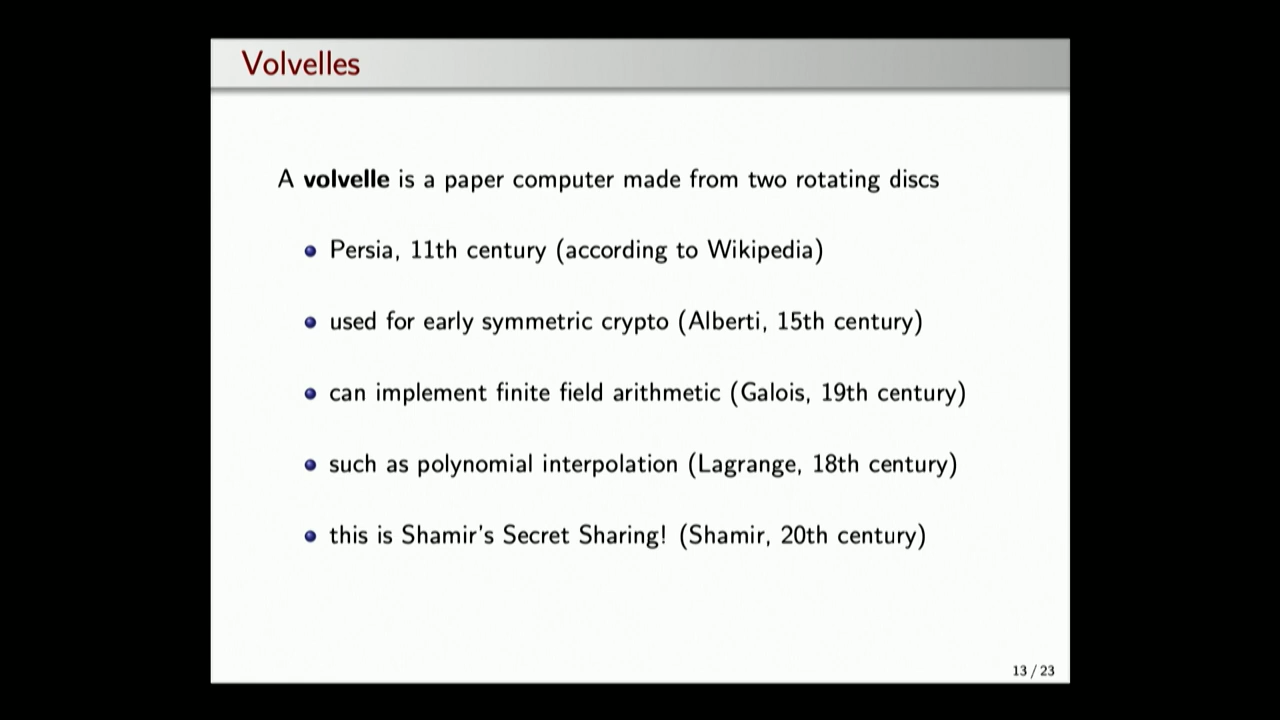 Volvelles
A volvelle is a paper computer made from two rotating discs
Persia, 11th century (according to Wikipedia)
used for early symmetric crypto (Alberti, 15th century)
can implement finite field arithmetic (Galois, 19th century)
such as polynomial interpolation (Lagrange, 18th century)
this is Shamir's Secret Sharing! (Shamir, 20th century)
13 / 23